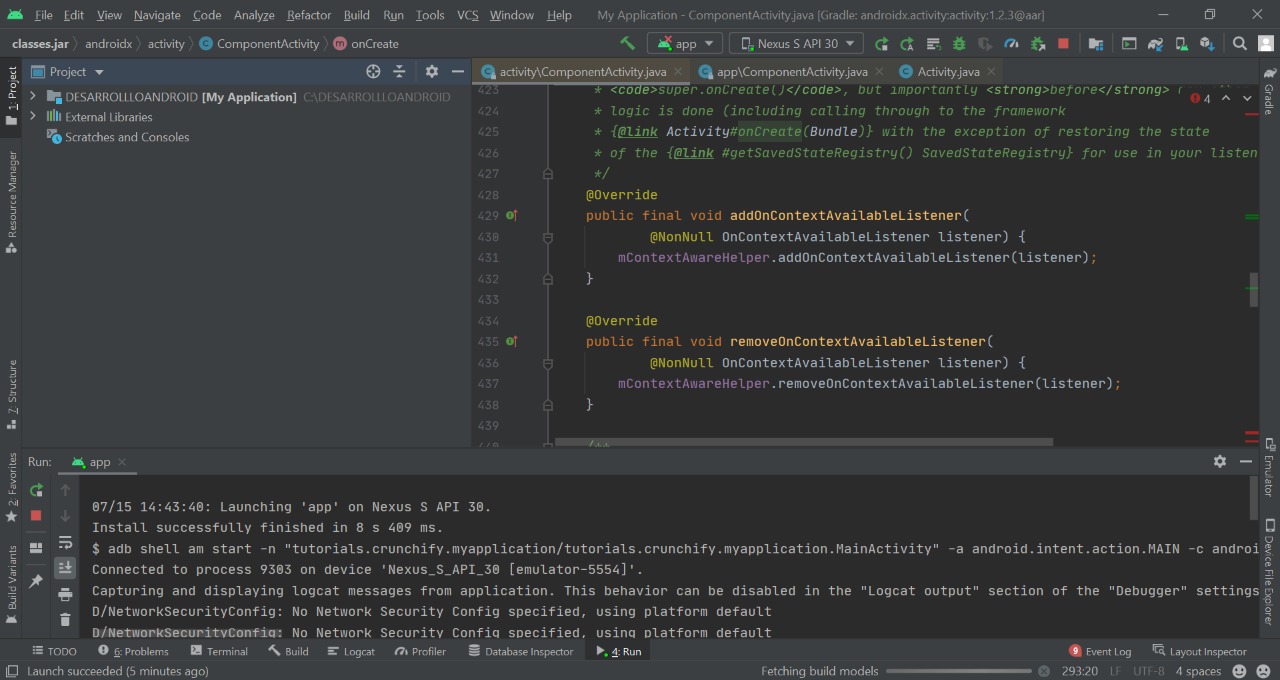 File Edit View Navigate Code Analyze Refactor Build Run Tools VCS Window Help My Application - ComponentActivity.java [Gradle: androidx.activity:activity:1.2.3@aar]
classes.jar androidx activity ComponentActivity onCreate app Nexus S API 30
1: Project
Resource Manager
7: Structure
2: Favorites
Build Variants
Project
DESARROLLOANDROID [My Application] C:\DESARROLLOANDROID
External Libraries
Scratches and Consoles
activity\ComponentActivity.java app\ComponentActivity.java Activity.java
4
423 * <code>super.onCreate()</code>, but importantly <strong>before</strong>
424 * logic is done (including calling through to the framework
425 * {@link Activity#onCreate(Bundle)} with the exception of restoring the state
426 * of the {@link #getSavedStateRegistry() SavedStateRegistry} for use in your listen
427 */
428 @Override
429 public final void addOnContextAvailableListener(
430 @NonNull OnContextAvailableListener listener) {
431 mContextAwareHelper.addOnContextAvailableListener(listener);
432 }
433
434 @Override
435 public final void removeOnContextAvailableListener(
436 @NonNull OnContextAvailableListener listener) {
437 mContextAwareHelper.removeOnContextAvailableListener(listener);
438 }
439
440 /**
Gradle
Emulator
Device File Explorer
Run: app
07/15 14:43:40: Launching 'app' on Nexus S API 30.
Install successfully finished in 8 s 409 ms.
$ adb shell am start -n "tutorials.crunchify.myapplication/tutorials.crunchify.myapplication.MainActivity" -a android.intent.action.MAIN -c androi
Connected to process 9303 on device 'Nexus_S_API_30 [emulator-5554]'.
Capturing and displaying logcat messages from application. This behavior can be disabled in the "Logcat output" section of the "Debugger" settings
D/NetworkSecurityConfig: No Network Security Config specified, using platform default
D/NetworkSecurityConfig: No Network Security Config specified, using platform default
TODO 6: Problems Terminal Build Logcat Profiler Database Inspector 4: Run 9 Event Log Layout Inspector
Launch succeeded (5 minutes ago) Fetching build models 293:20 LF UTF-8 4 spaces